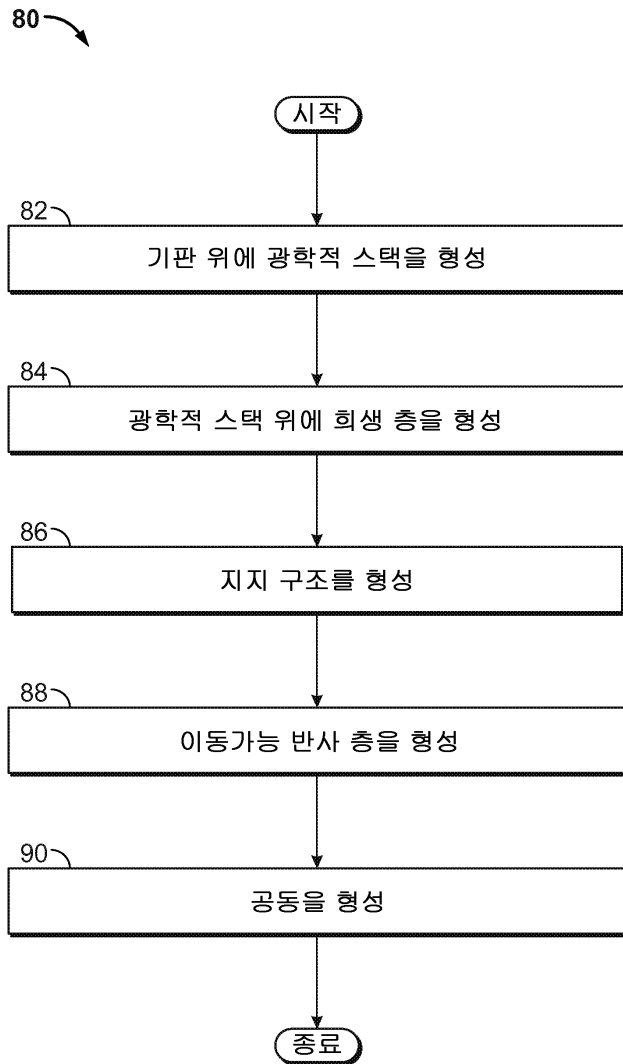 80
시작
82
기판 위에 광학적 스택을 형성
84
광학적 스택 위에 희생 층을 형성
86
지지 구조를 형성
88
이동가능 반사 층을 형성
90
공동을 형성
종료